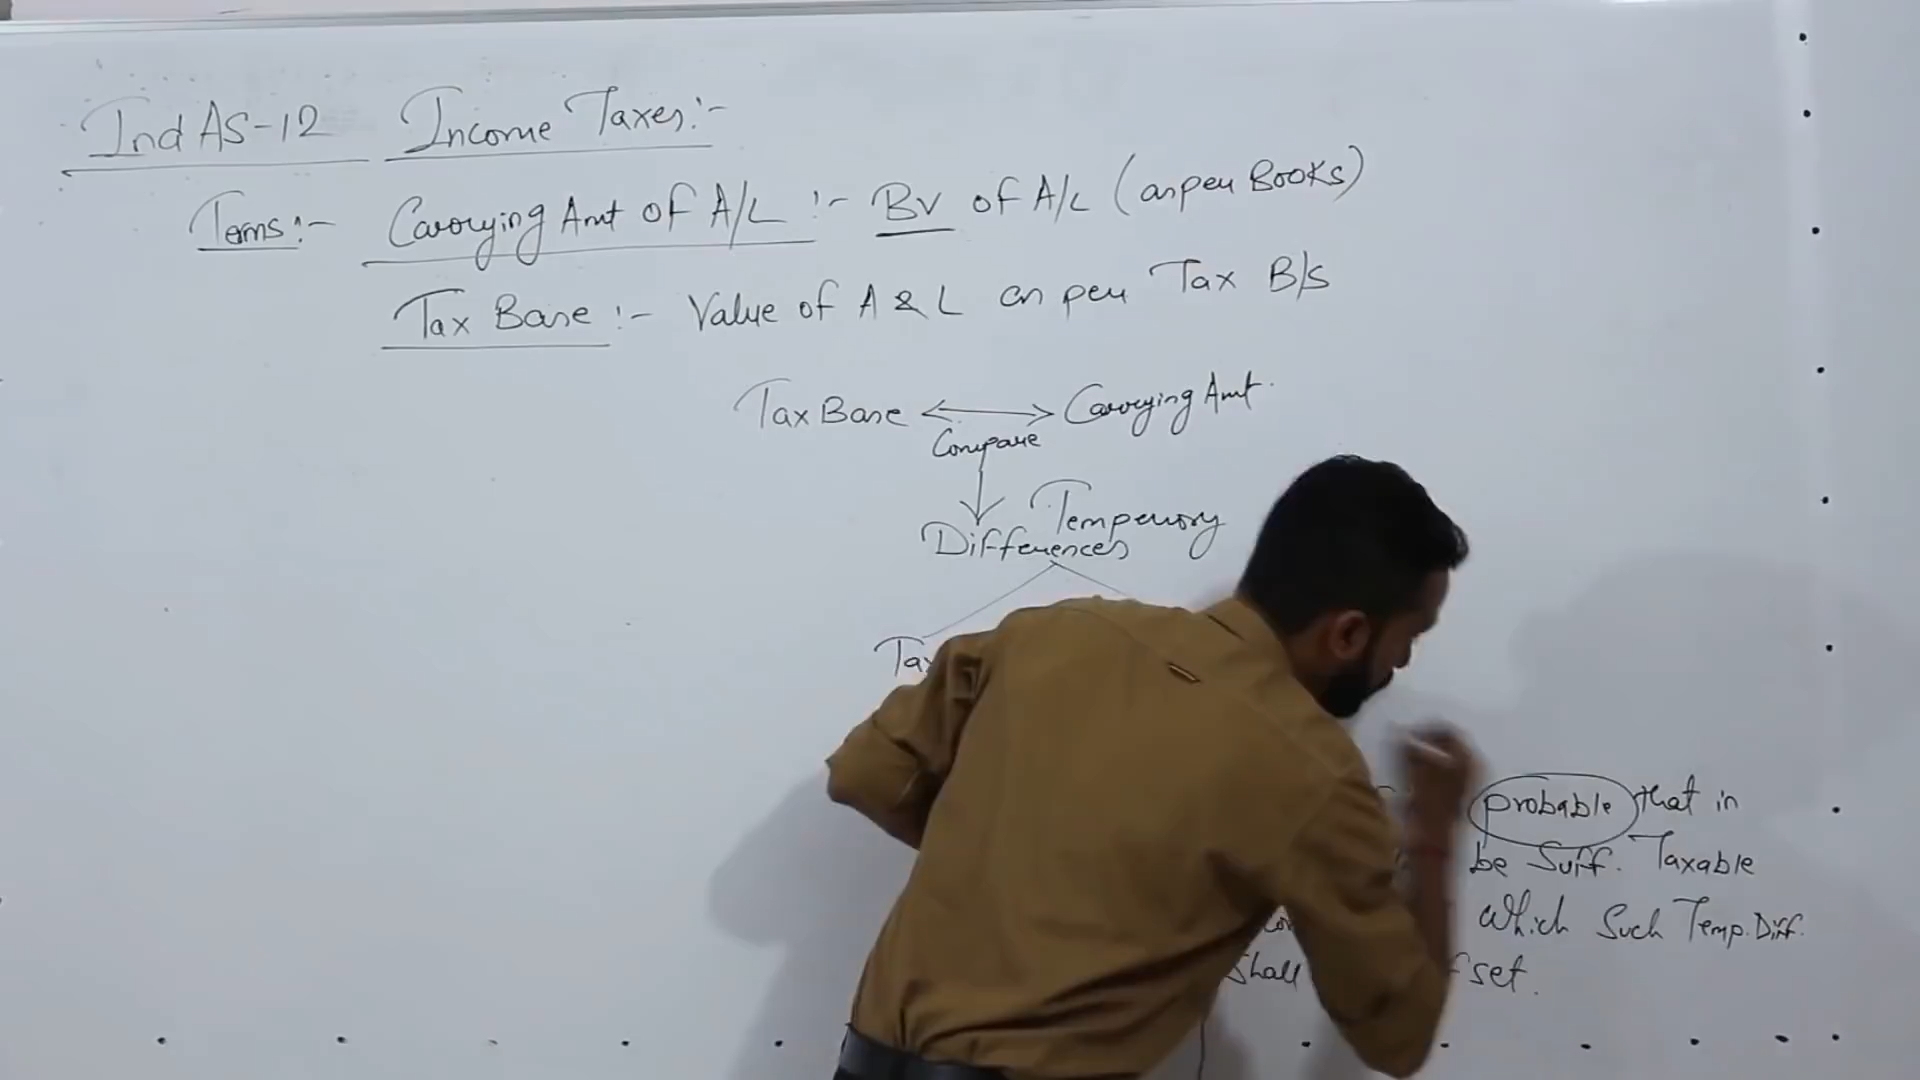 Ind AS-12 Income Taxes:-
Terms:- Carrying Amt of A/L :- BV of A/L (as per Books)
Tax Base :- Value of A & L as per Tax B/S
Tax Base ⟷ Carrying Amt.
Compare
Temperory
Differences
Tax
probable that in
be Suff. Taxable
Which Such Temp. Diff.
Shall set.